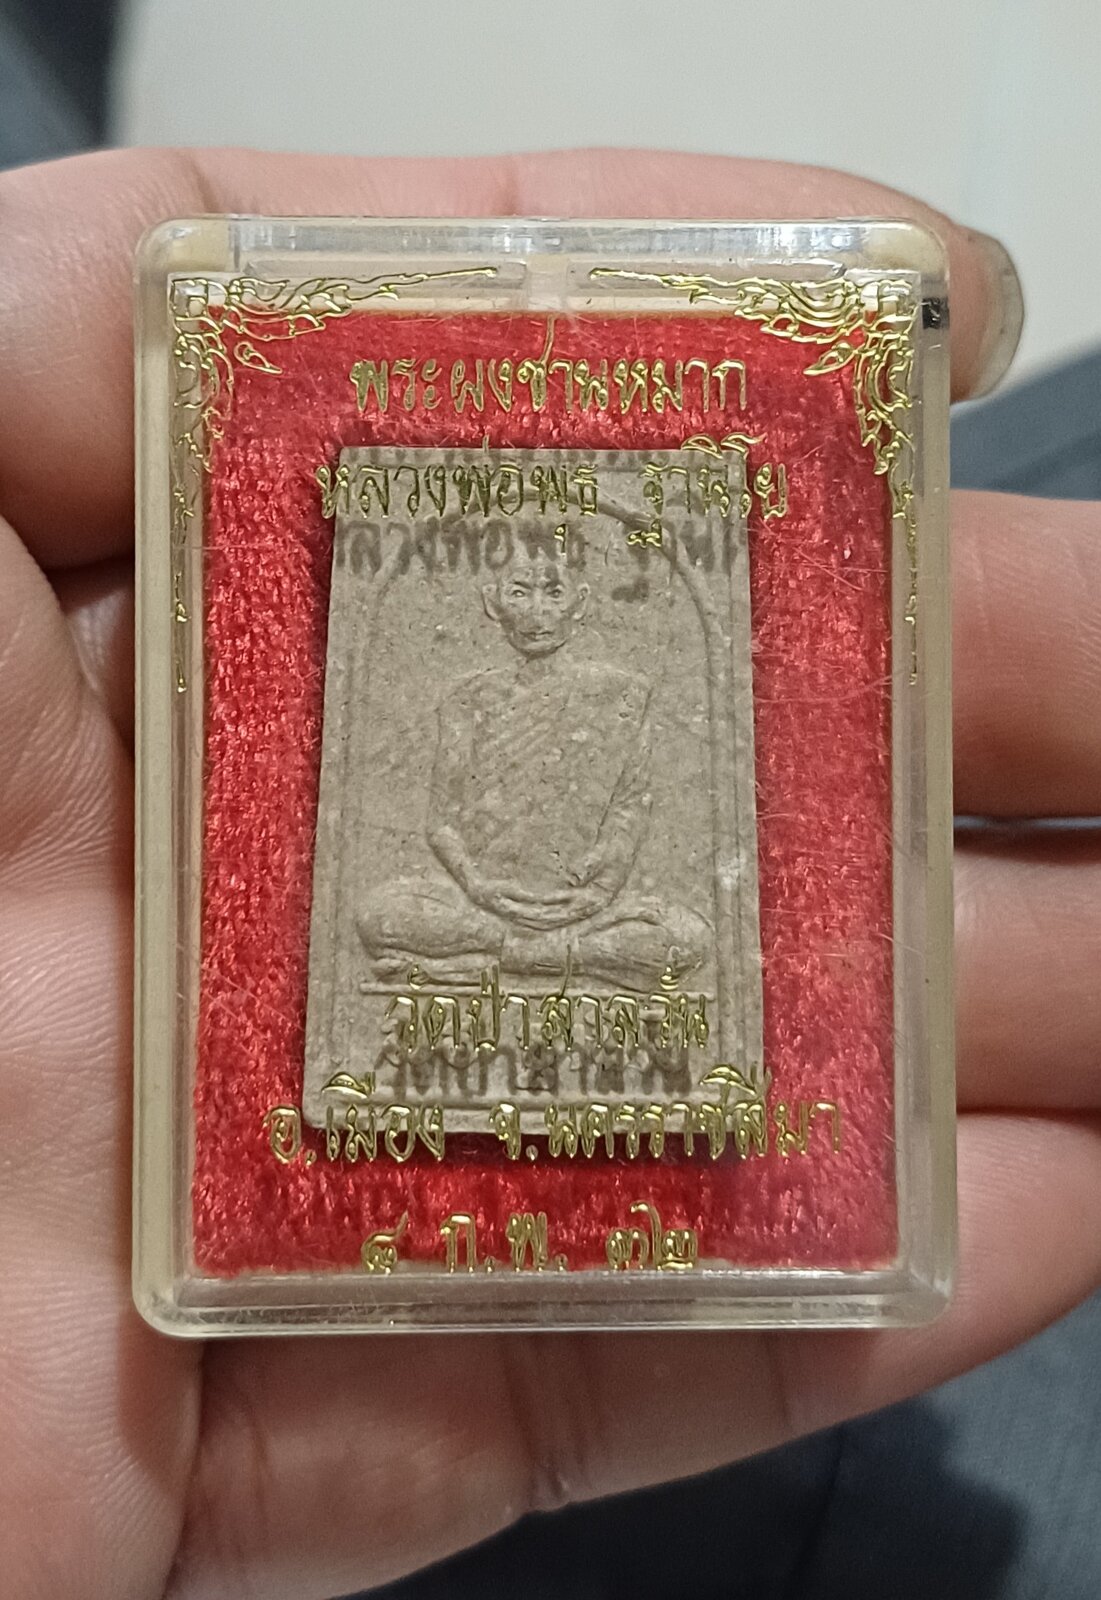 พระผงชานหมาก
หลวงพ่อพุธ ฐานิโย
วัดป่าสาลวัน
อ.เมือง จ.นครราชสีมา
๘ ก.พ. ๓๒